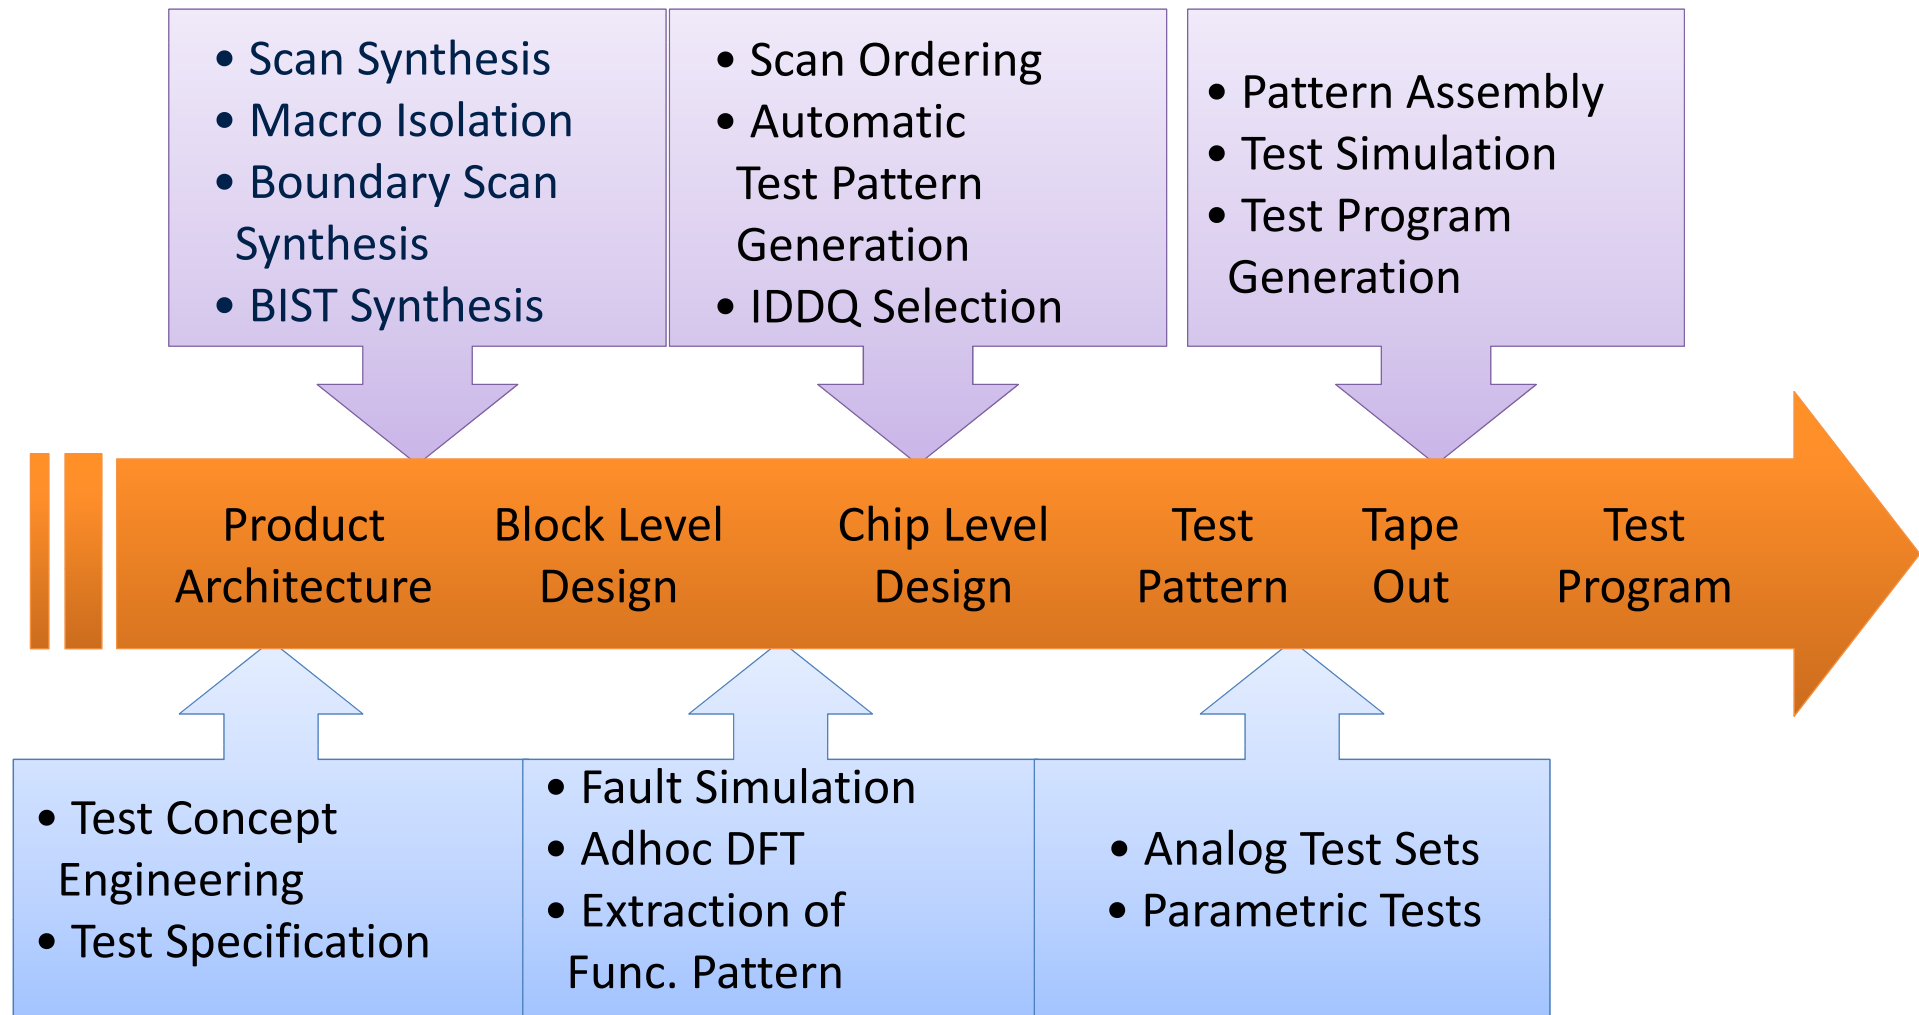 • Scan Synthesis
• Macro Isolation
• Boundary Scan
Synthesis
• BIST Synthesis
• Scan Ordering
• Automatic
Test Pattern
Generation
• IDDQ Selection
• Pattern Assembly
• Test Simulation
• Test Program
Generation
Product
Architecture
Block Level
Design
Chip Level
Design
Test
Pattern
Tape
Out
Test
Program
• Test Concept
Engineering
• Test Specification
• Fault Simulation
• Adhoc DFT
• Extraction of
Func. Pattern
• Analog Test Sets
• Parametric Tests